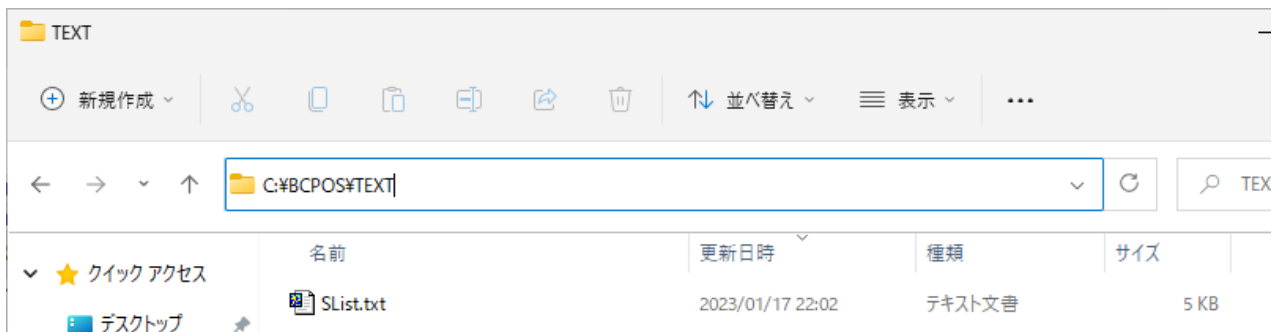 TEXT
新規作成
並べ替え
表示
C:¥BCPOS¥TEXT
TEX
名前 更新日時 種類 サイズ
クイック アクセス
SList.txt 2023/01/17 22:02 テキスト文書 5 KB
デスクトップ